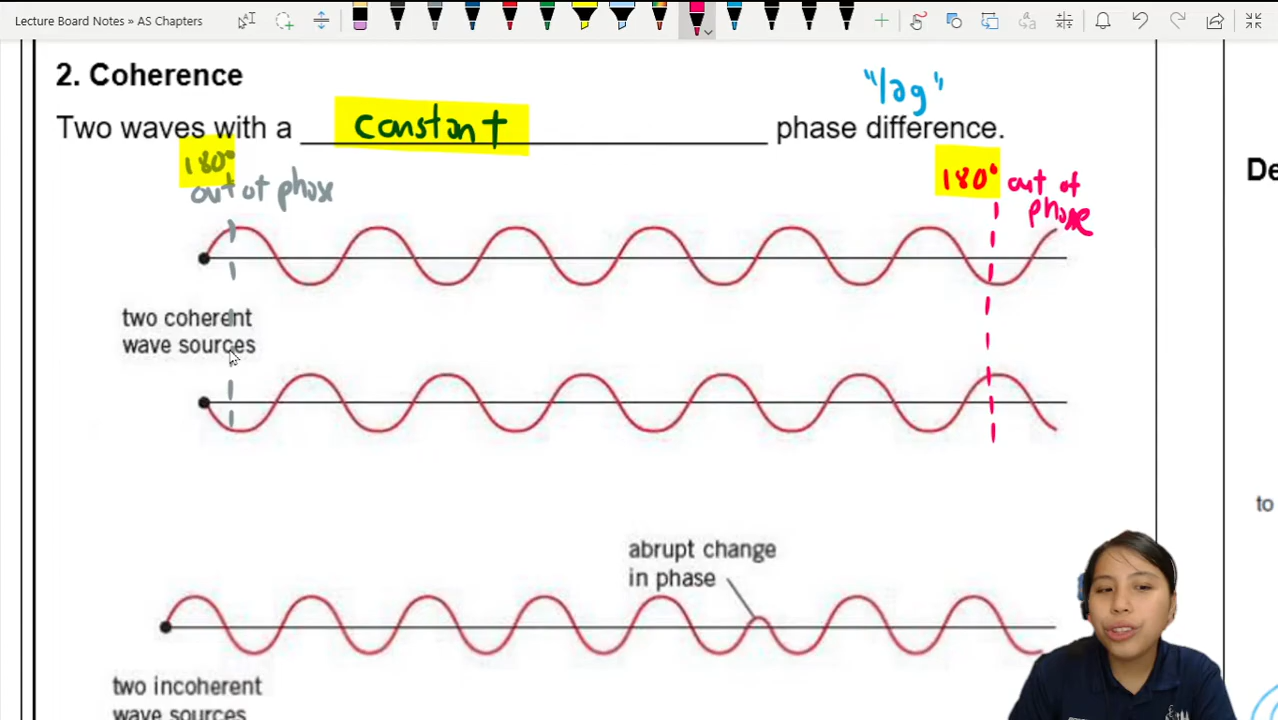 Lecture Board Notes » AS Chapters
2. Coherence
"lag"
Two waves with a constant phase difference.
180°
out of phase
180° out of
phase
two coherent
wave sources
abrupt change
in phase
two incoherent
wave sources
De
to